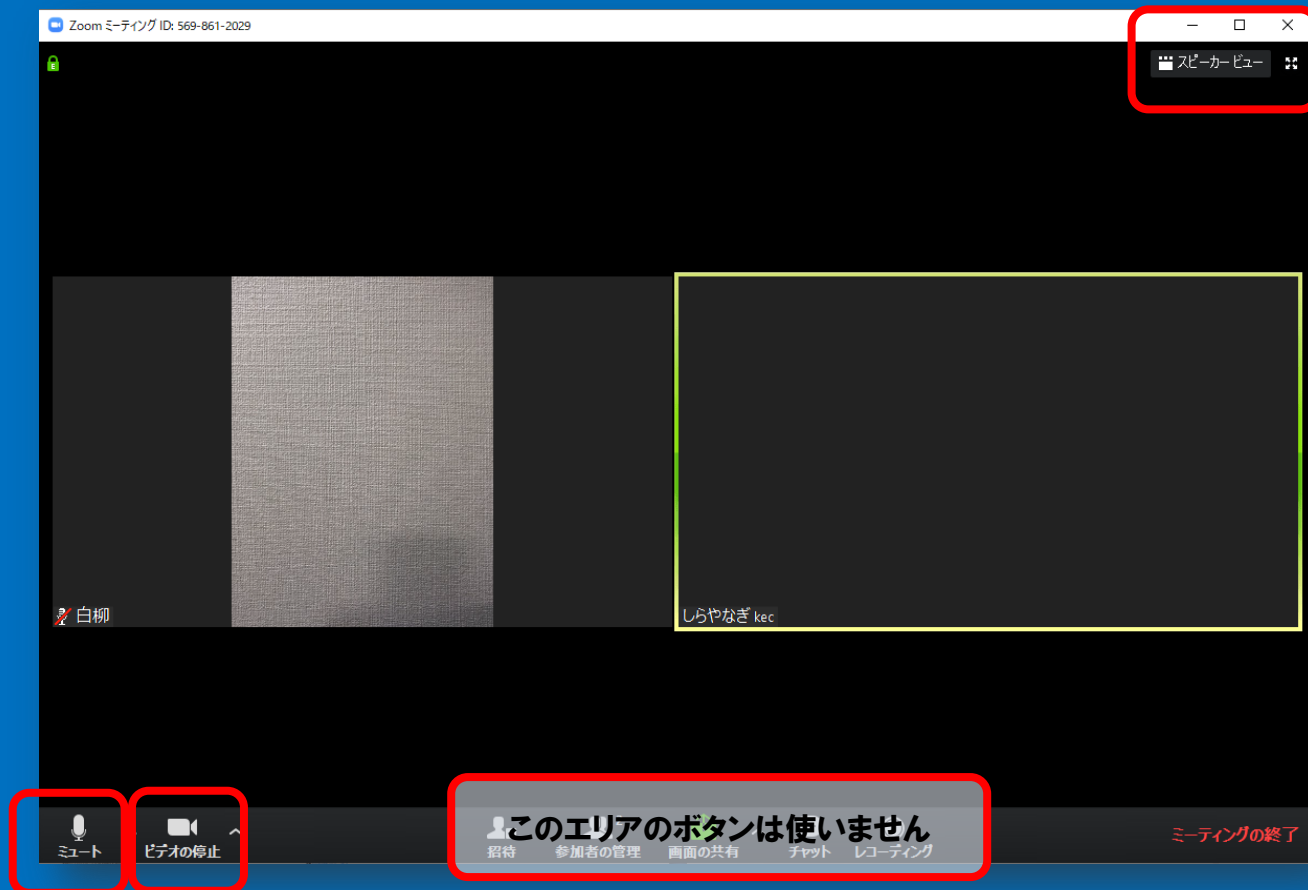 Zoom ミーティング ID: 569-861-2029
スピーカー ビュー
白柳
しらやなぎ kec
このエリアのボタンは使いません
ミュート
ビデオの停止
招待
参加者の管理
画面の共有
チャット
レコーディング
ミーティングの終了